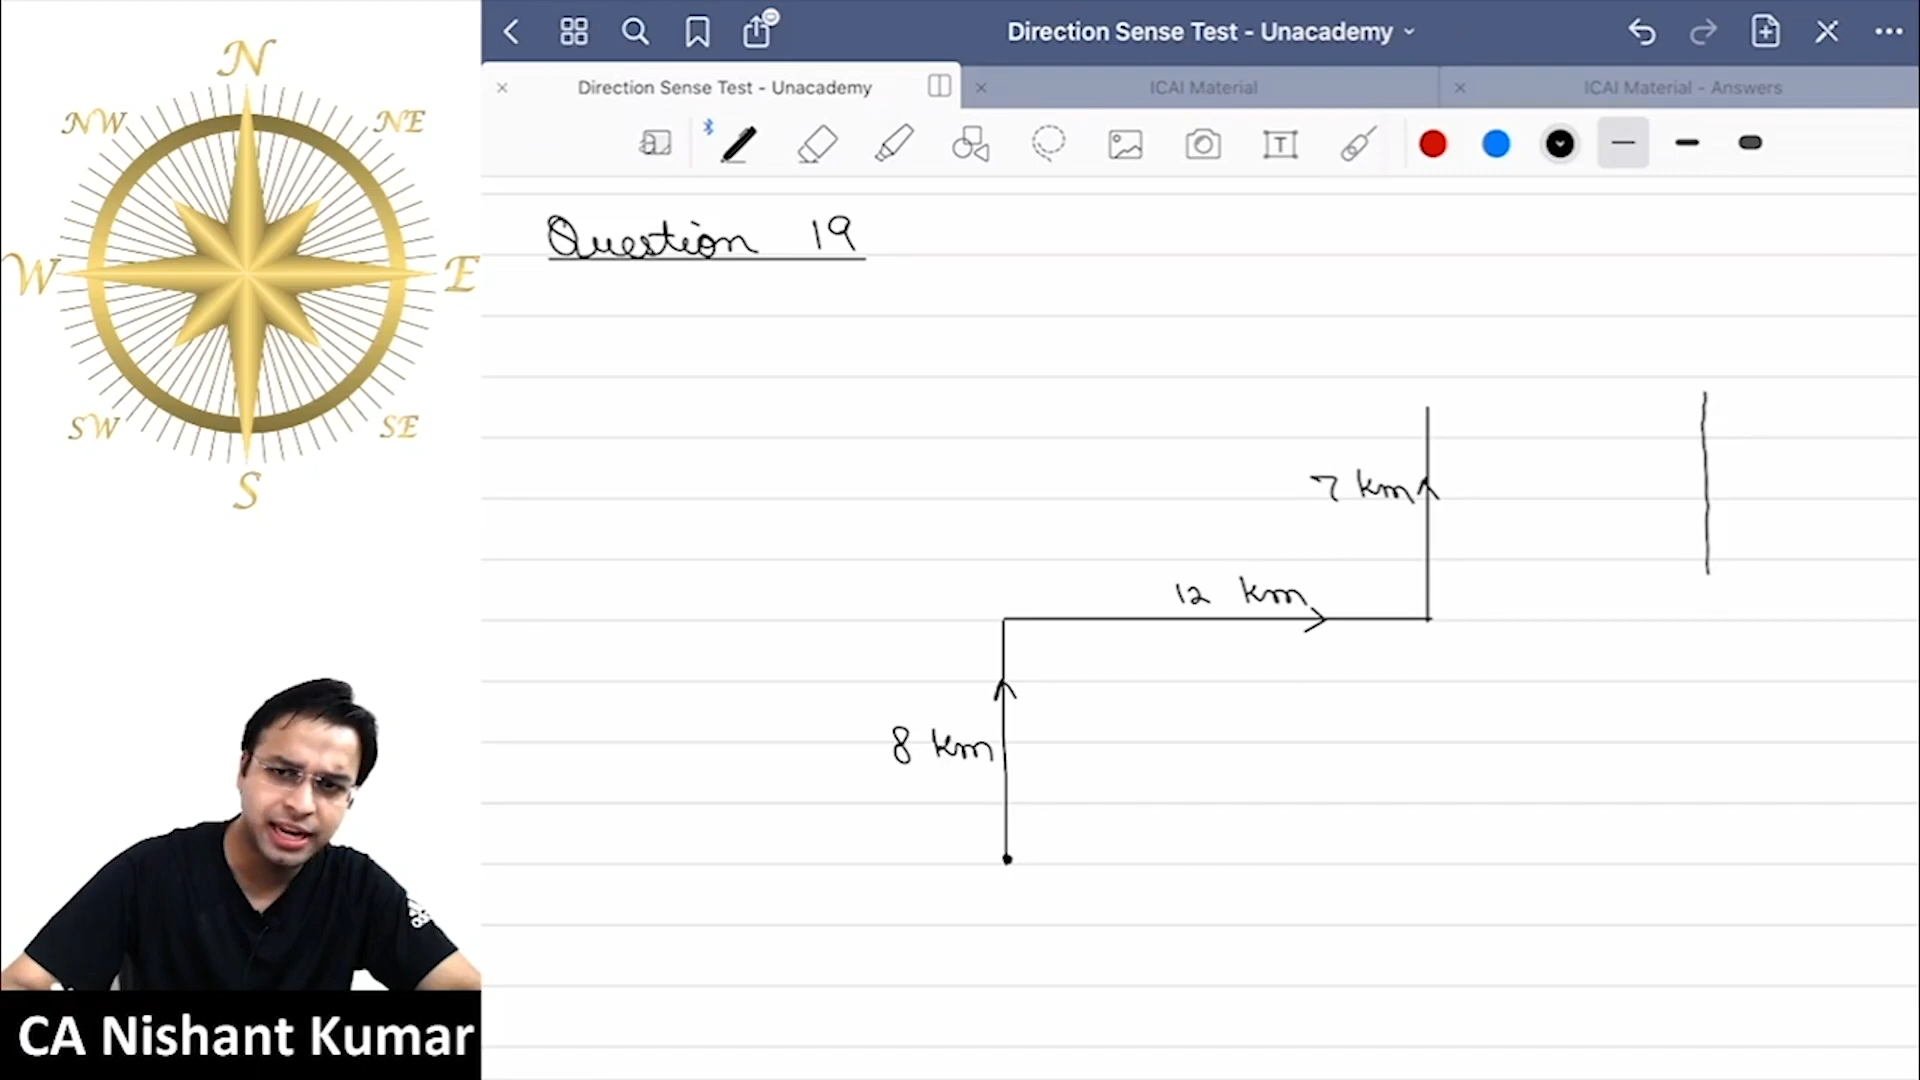 Direction Sense Test - Unacademy
Direction Sense Test - Unacademy
ICAI Material
ICAI Material - Answers
T
N
NW
NE
W
E
SW
SE
S
Question 19
7 km
12 km
8 km
adidas
CA Nishant Kumar